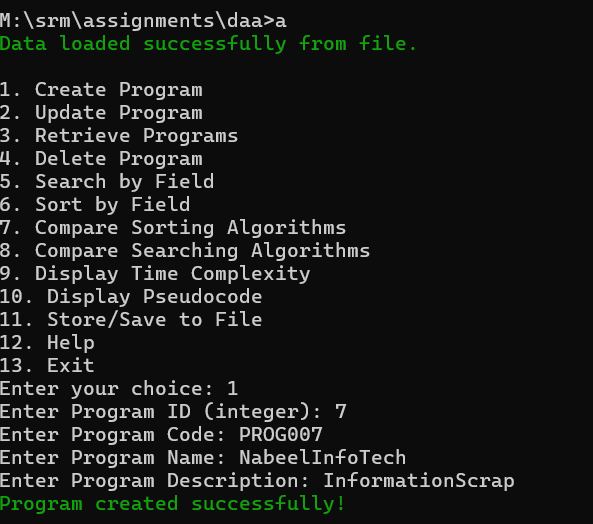 M:\srm\assignments\daa>a
Data loaded successfully from file.
1. Create Program
2. Update Program
3. Retrieve Programs
4. Delete Program
5. Search by Field
6. Sort by Field
7. Compare Sorting Algorithms
8. Compare Searching Algorithms
9. Display Time Complexity
10. Display Pseudocode
11. Store/Save to File
12. Help
13. Exit
Enter your choice: 1
Enter Program ID (integer): 7
Enter Program Code: PROG007
Enter Program Name: NabeelInfoTech
Enter Program Description: InformationScrap
Program created successfully!